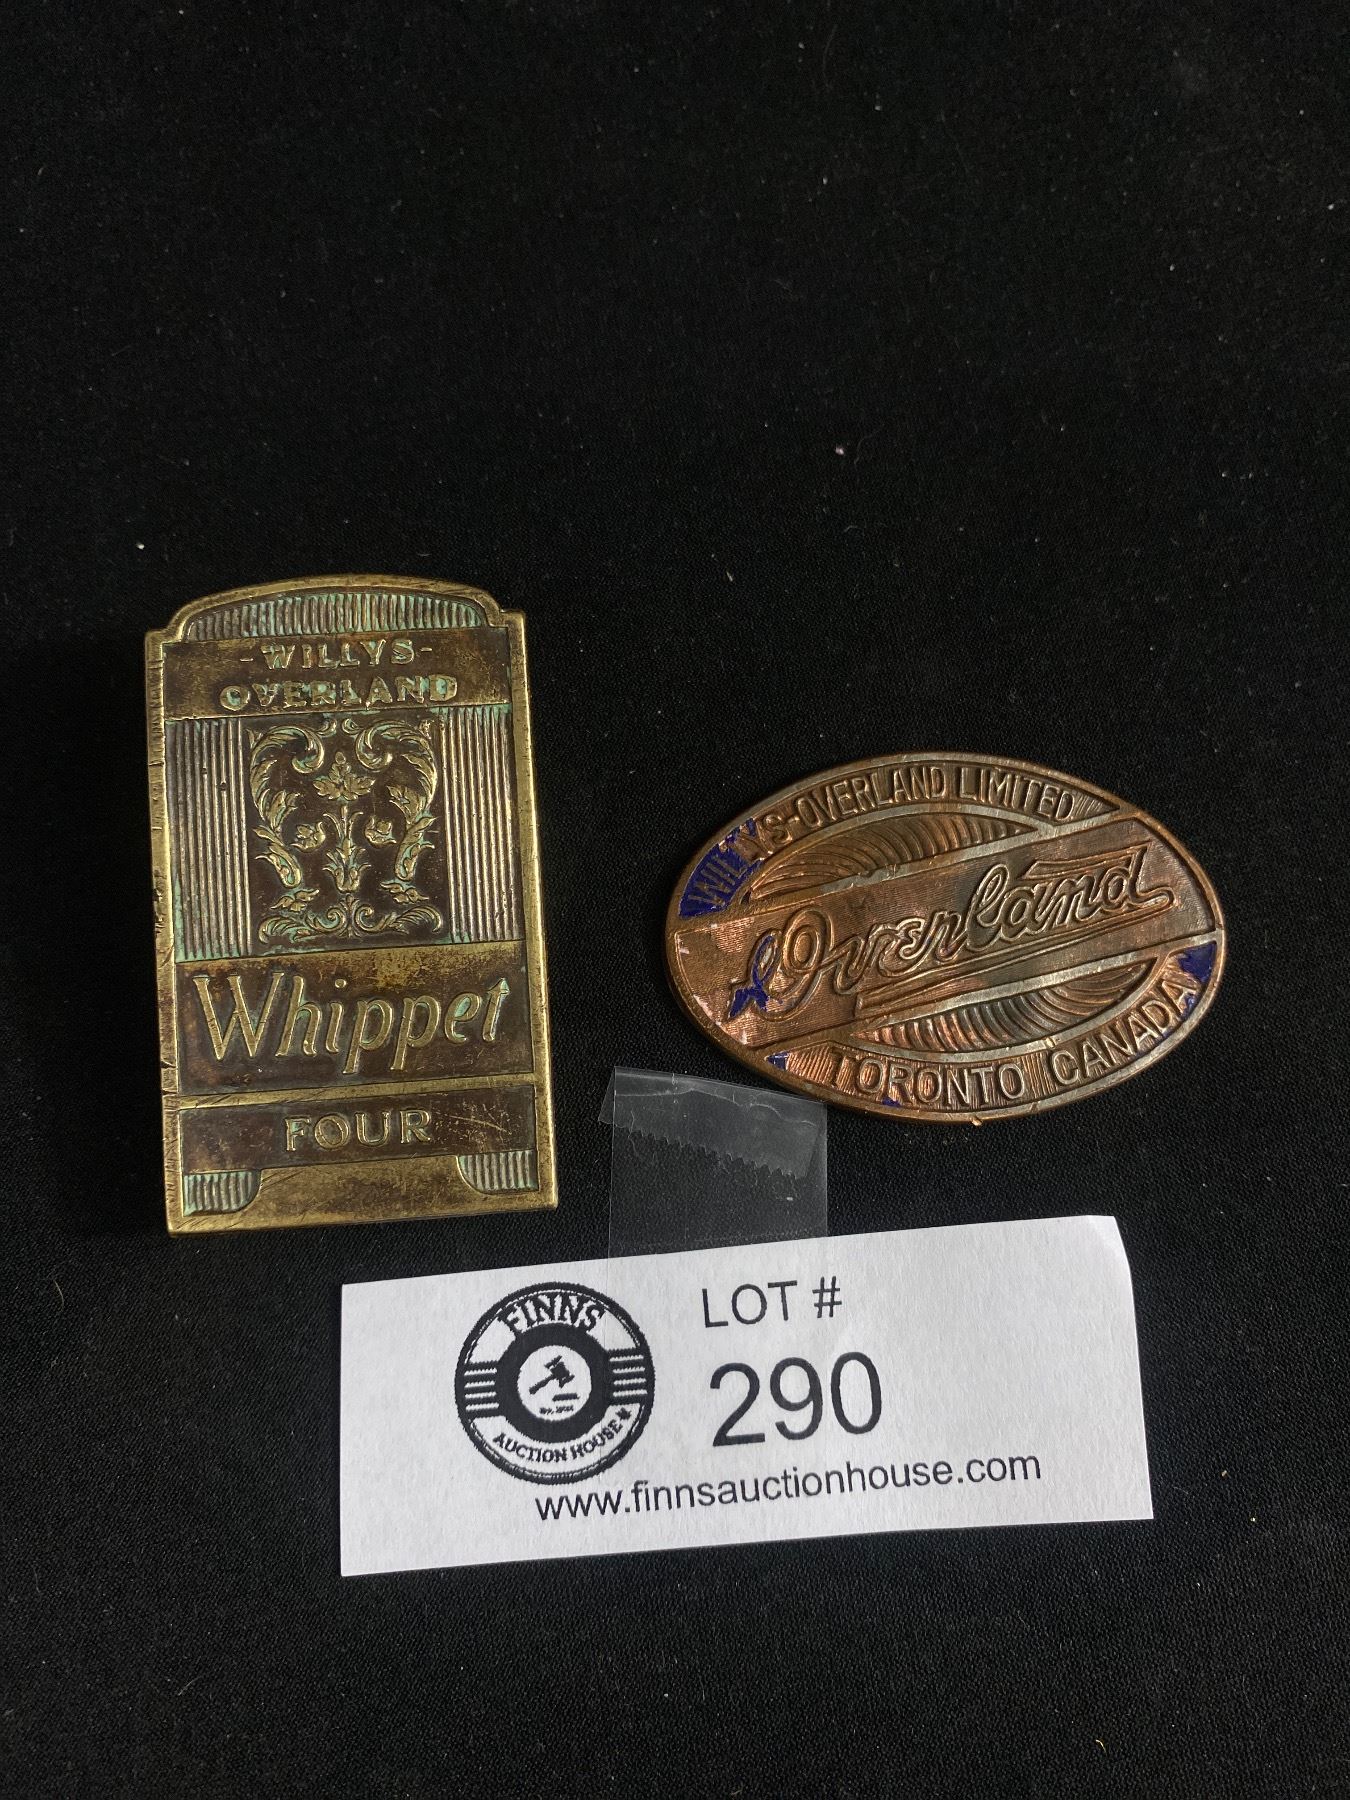 -WILLYS-
OVERLAND
Whippet
FOUR
WILLYS-OVERLAND LIMITED
Overland
TORONTO CANADA
FINNS
AUCTION HOUSE
LOT #
290
www.finnsauctionhouse.com